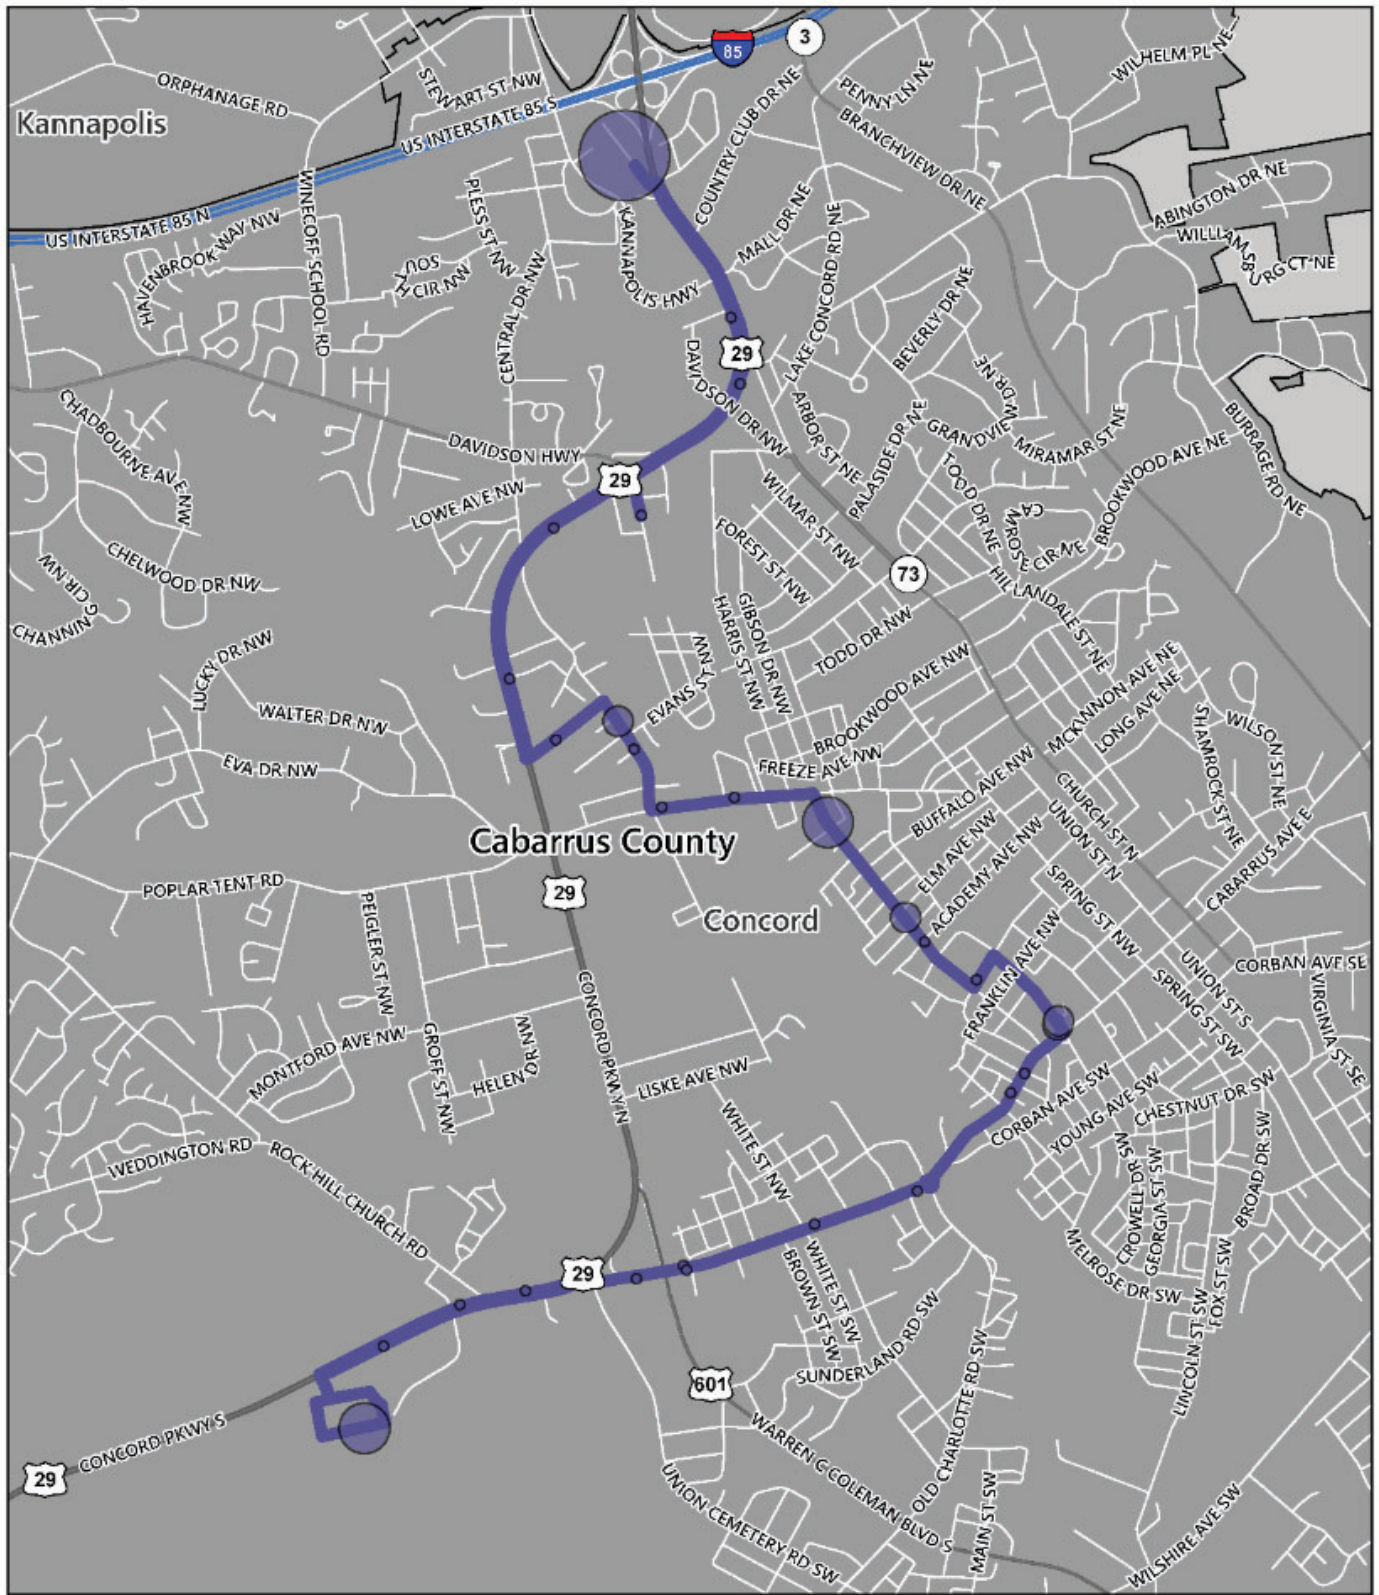 3
85
WILHELM PL NE
STEWART ST NW
ORPHANAGE RD
PENNY LN NE
Kannapolis
US INTERSTATE 85 S
COUNTRY CLUB DR NE
BRANCHVIEW DR NE
WINECOFF SCHOOL RD
PLESS ST NW
KANNAPOLIS HWY
MALL DR NE
ABINGTON DR NE
US INTERSTATE 85 N
HAVENBROOK WAY NW
LAKE CONCORD RD NE
WILLIAMSBURG CT NE
SOUTH CIR NW
CENTRAL DR NW
BEVERLY DR NE
29
DAVIDSON DR NW
GRANDVIEW DR NE
CHADBOURNE AV NW
ARBOR ST NE
PALASIDE DR NE
MIRAMAR ST NE
BURRAGE RD NE
DAVIDSON HWY
BROOKWOOD AVE NE
TODD DR NE
29
LOWE AVE NW
WILMAR ST NW
CAMROSE CIR NE
FOREST ST NW
CHELWOOD DR NW
73
CHANNING CIR NW
HILLANDALE ST NE
GIBSON DR NW
HARRIS ST NW
TODD DR NW
LUCKY DR NW
EVANS ST NW
BROOKWOOD AVE NW
MCKINNON AVE NE
LONG AVE NE
WALTER DR NW
SHAMROCK ST NE
WILSON ST NE
EVA DR NW
FREEZE AVE NW
BUFFALO AVE NW
CHURCH ST N
UNION ST N
Cabarrus County
ELM AVE NW
ACADEMY AVE NW
CABARRUS AVE E
POPLAR TENT RD
29
Concord
SPRING ST NW
PEIGLER ST NW
FRANKLIN AVE NW
UNION ST S
CORBAN AVE SE
CONCORD PKWY N
SPRING ST SW
VIRGINIA ST SE
MONTFORD AVE NW
GROFF ST NW
HELEN DR NW
LISKE AVE NW
CORBAN AVE SW
YOUNG AVE SW
CHESTNUT DR SW
WHITE ST NW
WEDDINGTON RD
ROCK HILL CHURCH RD
CROWELL DR SW
GEORGIA ST SW
BROAD DR SW
MELROSE DR SW
FOX ST SW
29
WHITE ST SW
BROWN ST SW
SUNDERLAND RD SW
LINCOLN ST SW
601
OLD CHARLOTTE RD SW
CONCORD PKWY S
29
WARREN C COLEMAN BLVD S
UNION CEMETERY RD SW
MAIN ST SW
WILSHIRE AVE SW